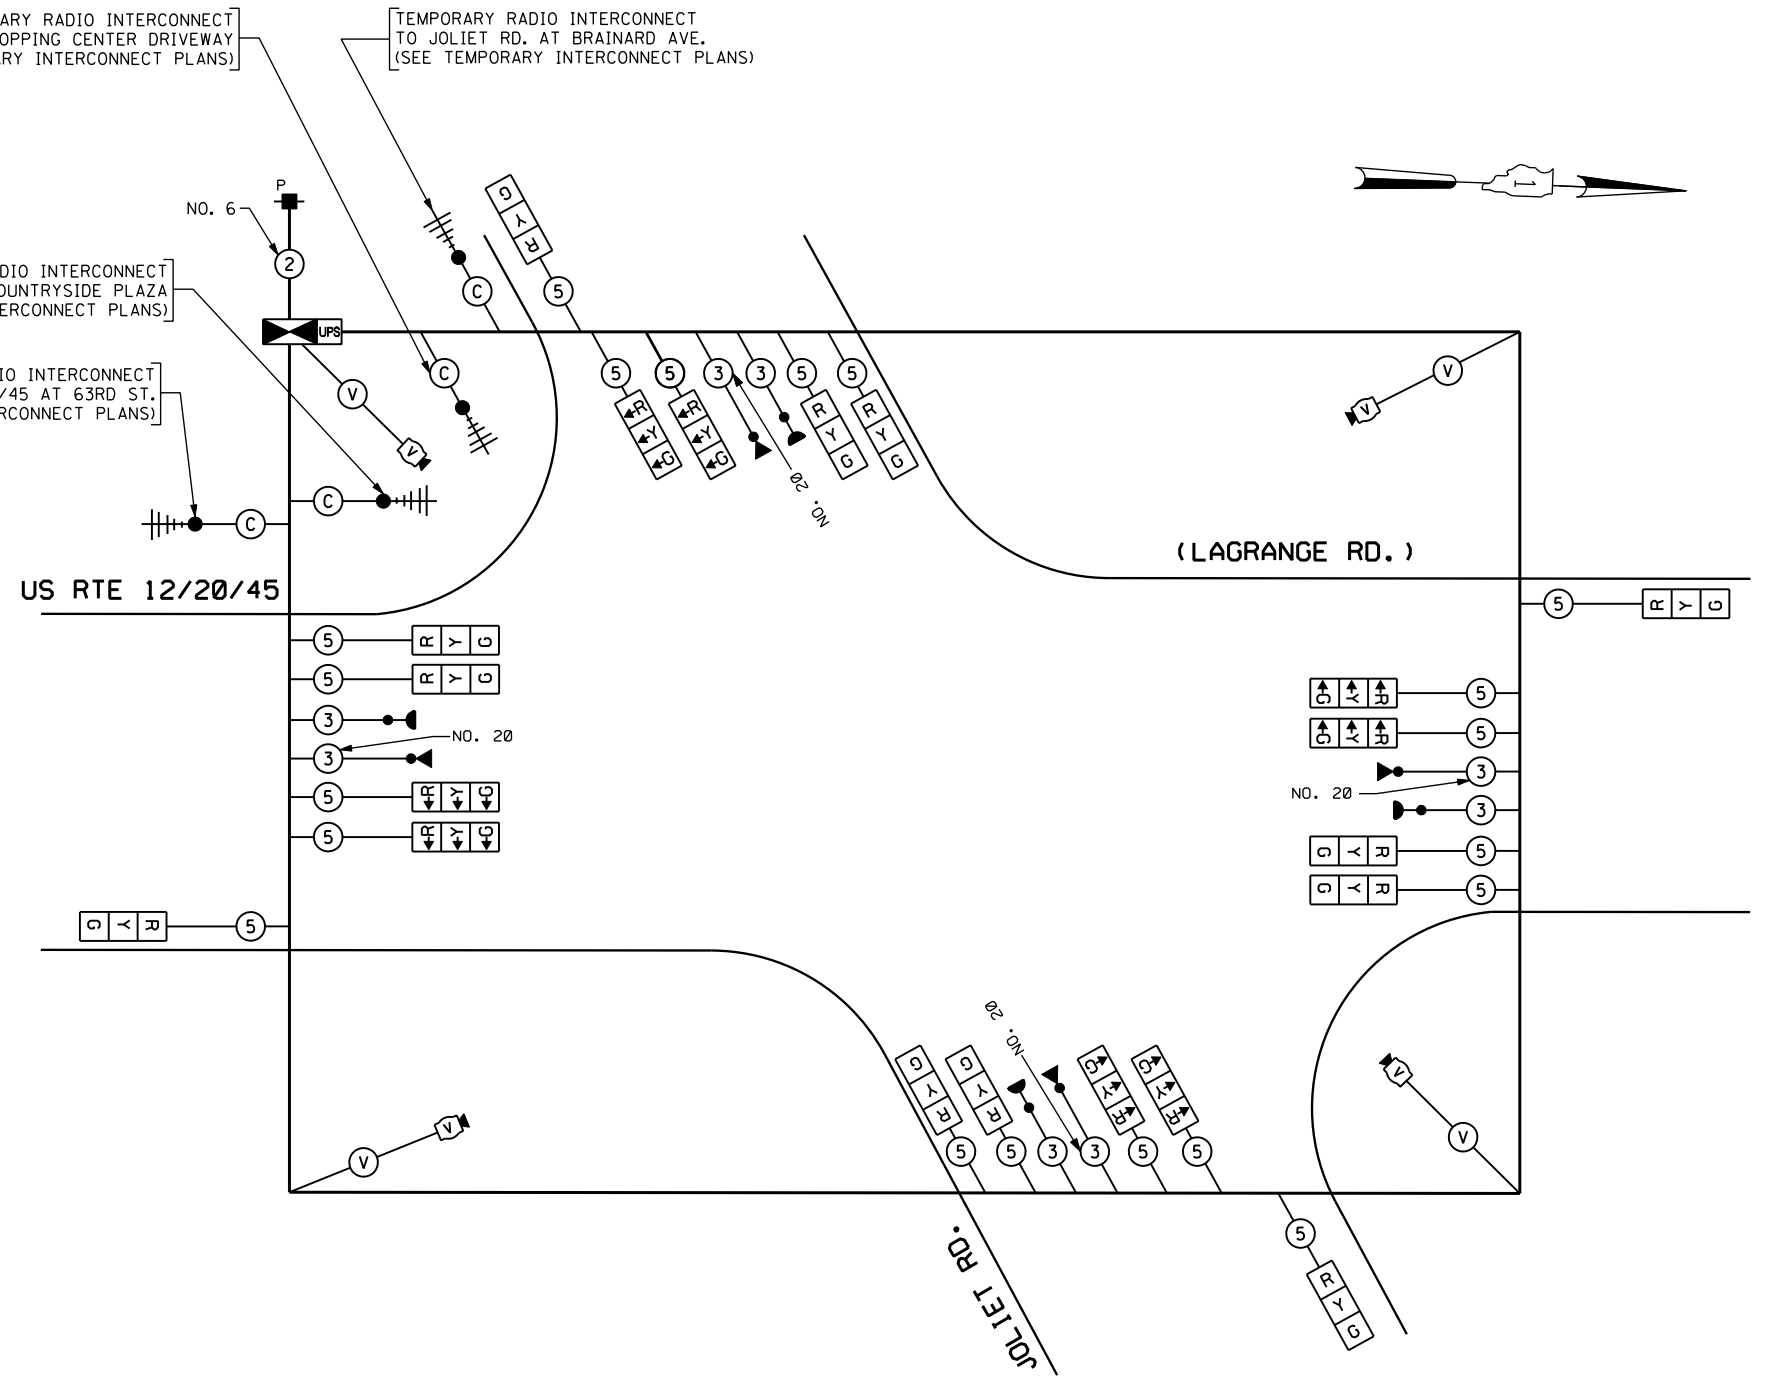 ARY RADIO INTERCONNECT
OPPING CENTER DRIVEWAY
RY INTERCONNECT PLANS)
TEMPORARY RADIO INTERCONNECT
TO JOLIET RD. AT BRAINARD AVE.
(SEE TEMPORARY INTERCONNECT PLANS)
P
NO. 6
2
C
G Y R
5
1
DIO INTERCONNECT
OUNTRYSIDE PLAZA
ERCONNECT PLANS)
UPS
IO INTERCONNECT
/45 AT 63RD ST.
RCONNECT PLANS)
V
V
C
C
C
5
5
3
3
5
5
R Y G
R Y G
R Y G
R Y G
NO. 20
V
V
US RTE 12/20/45
(LAGRANGE RD.)
5
R Y G
5
R Y G
5
R Y G
3
3
NO. 20
5
R Y G
5
R Y G
G Y R
5
G Y R
5
G Y R
5
3
NO. 20
3
G Y R
5
G Y R
5
G Y R
5
G Y R
5
NO. 20
3
3
G Y R
5
G Y R
5
V
V
V
V
5
R Y G
JOLIET RD.